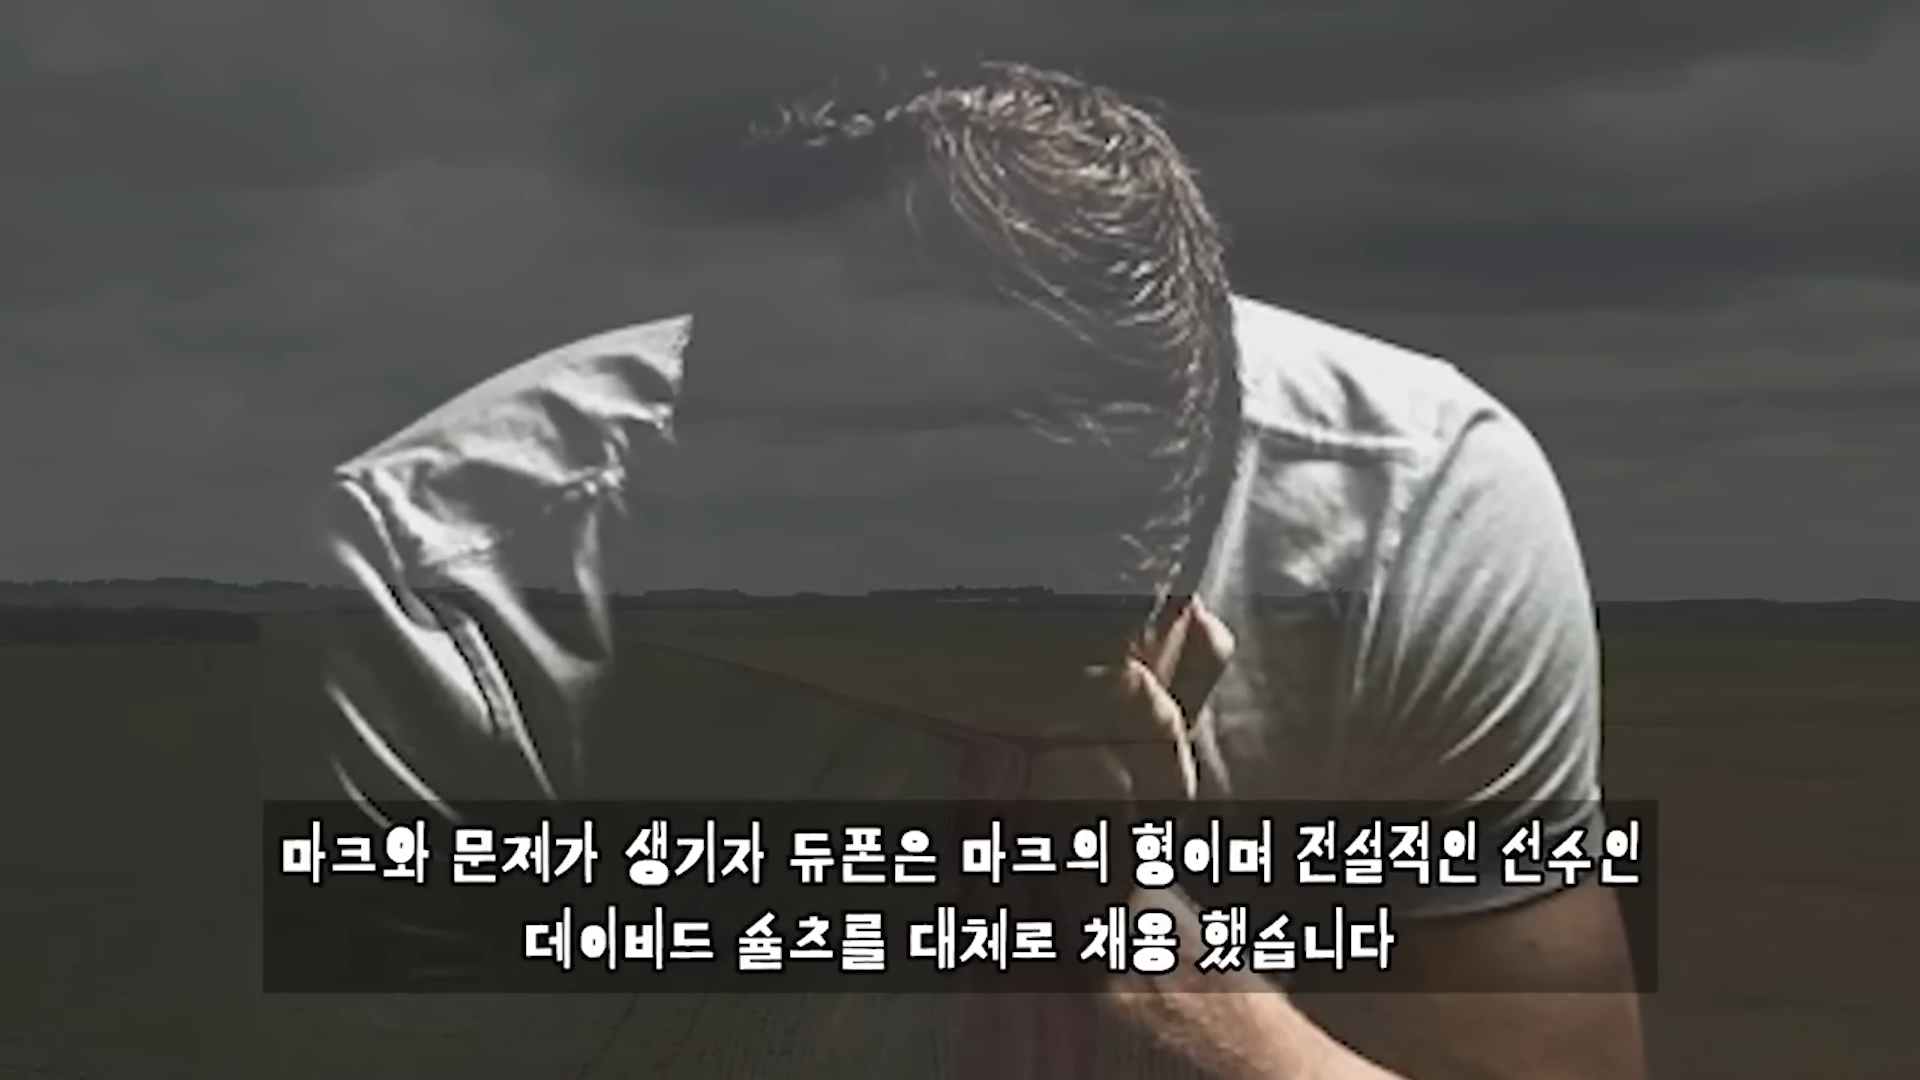 마크와 문제가 생기자 듀폰은 마크의 형이며 전설적인 선수인
데이비드 슐츠를 대체로 채용 했습니다